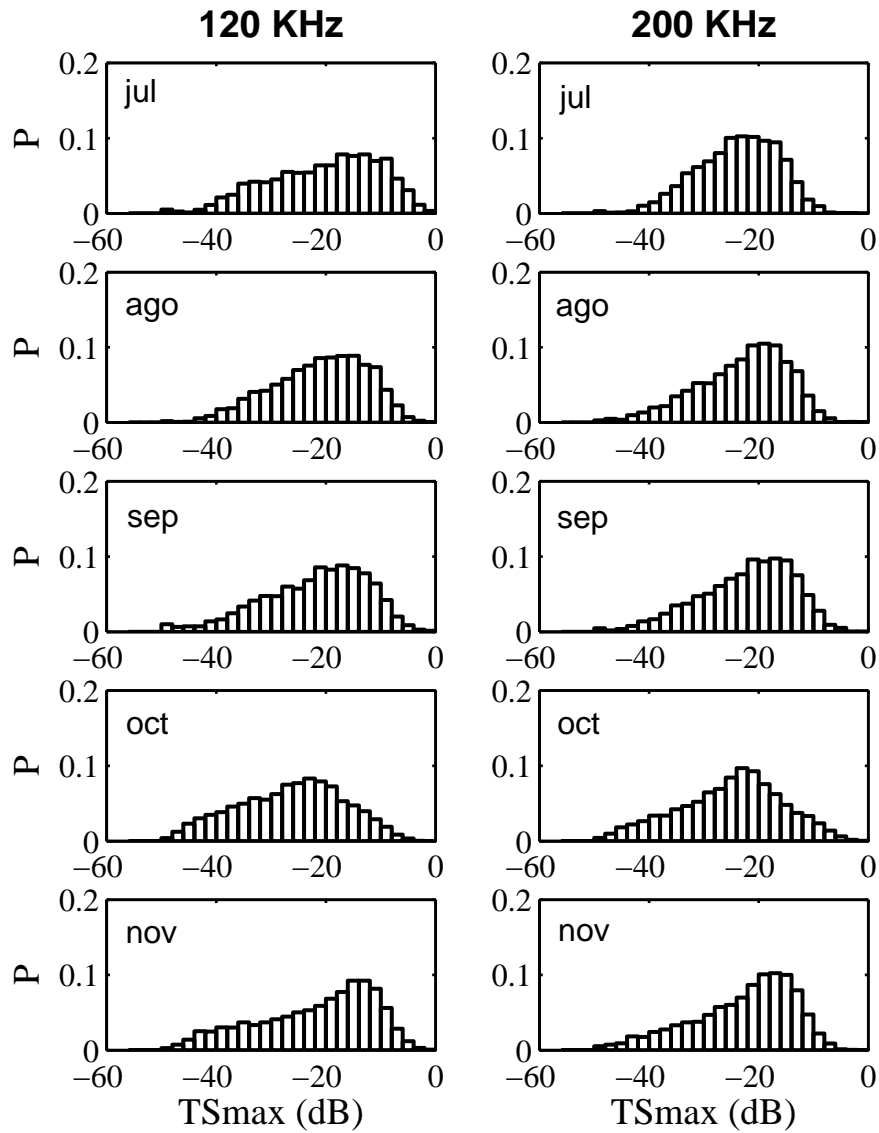 120 KHz 200 KHz
0.2 0.2
jul jul
P 0.1 0.1
0 0
−60 −40 −20 0 −60 −40 −20 0
0.2 0.2
ago ago
P 0.1 0.1
0 0
−60 −40 −20 0 −60 −40 −20 0
0.2 0.2
sep sep
P 0.1 0.1
0 0
−60 −40 −20 0 −60 −40 −20 0
0.2 0.2
oct oct
P 0.1 0.1
0 0
−60 −40 −20 0 −60 −40 −20 0
0.2 0.2
nov nov
P 0.1 0.1
0 0
−60 −40 −20 0 −60 −40 −20 0
TSmax (dB) TSmax (dB)